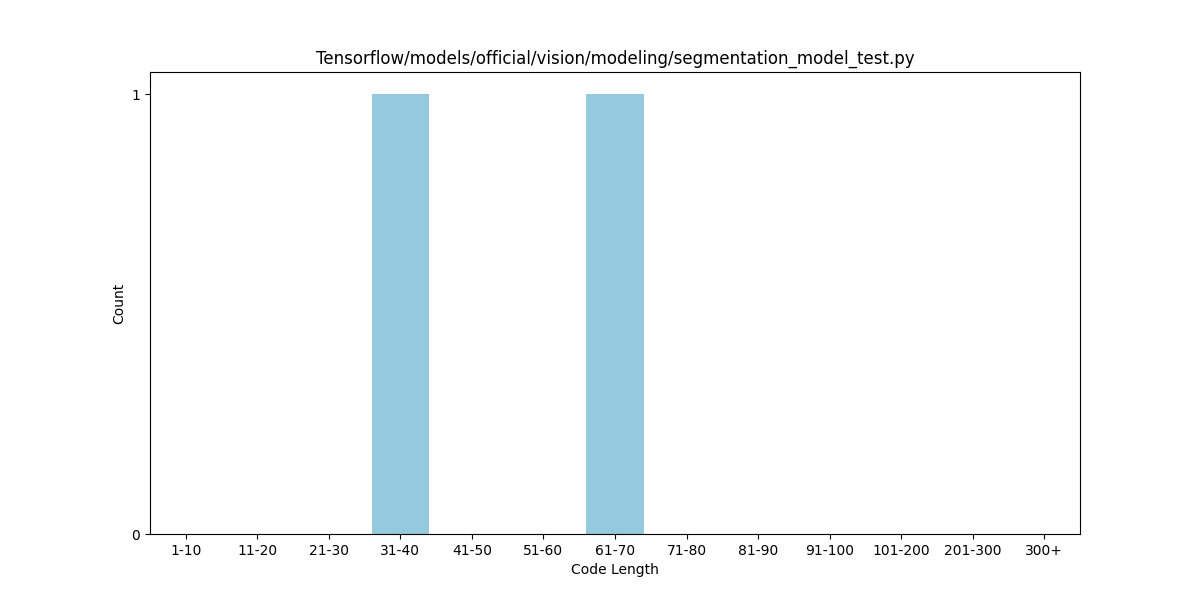 Tensorflow/models/official/vision/modeling/segmentation_model_test.py
1
Count
0
1-10 11-20 21-30 31-40 41-50 51-60 61-70 71-80 81-90 91-100 101-200 201-300 300+
Code Length